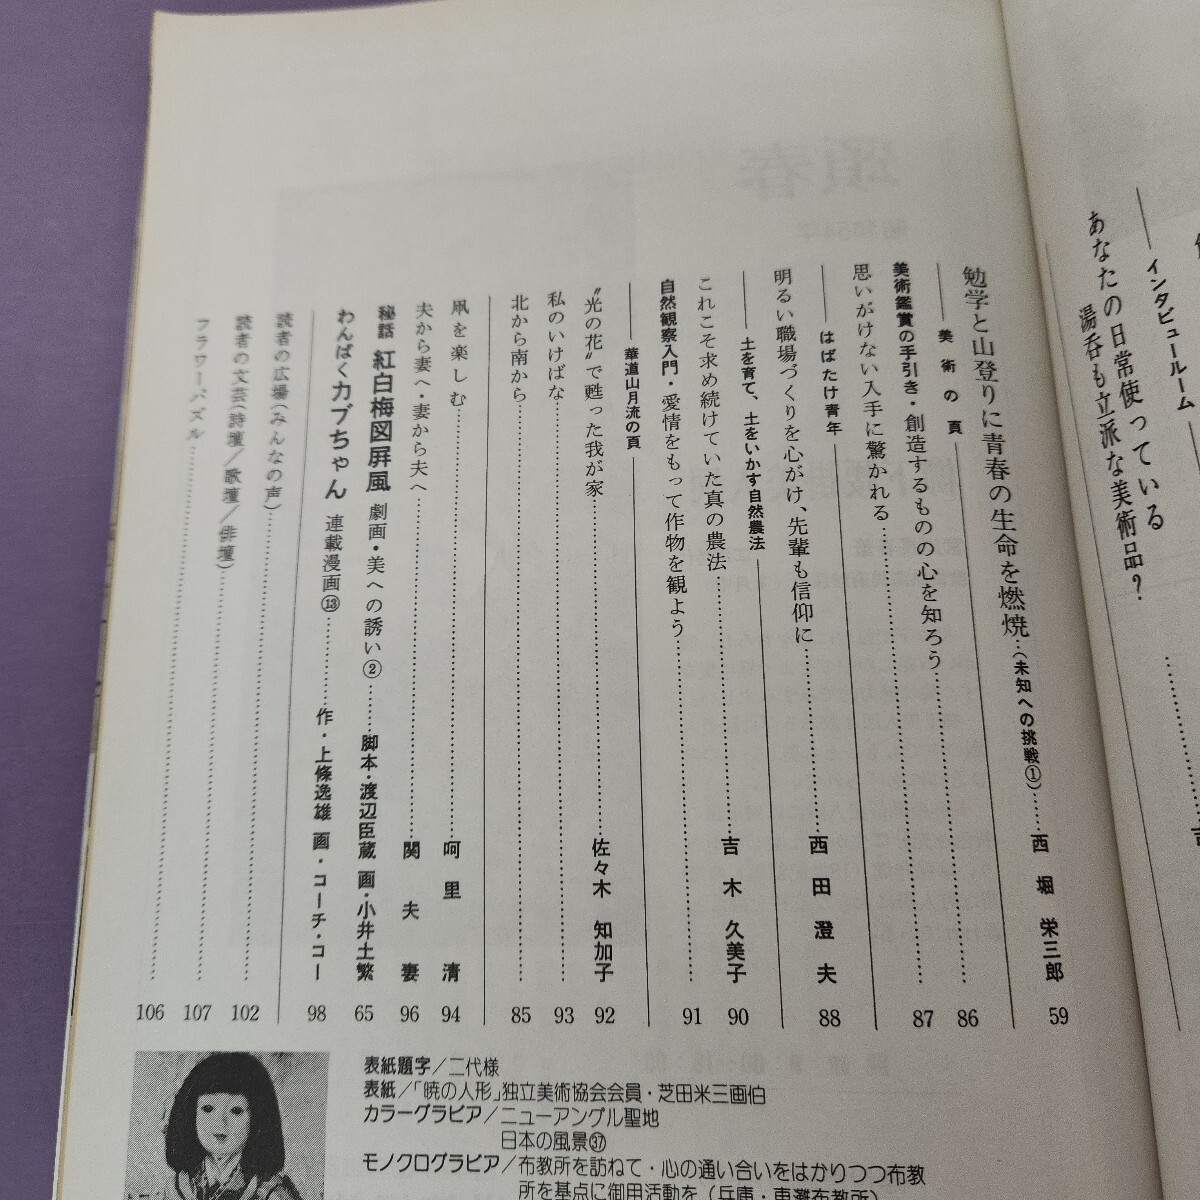 インタビュールーム
あなたの日常使っている
湯呑も立派な美術品？
勉学と山登りに青春の生命を燃焼…(未知への挑戦①)……西堀 栄三郎 59
美術の頁
美術鑑賞の手引き・創造するものの心を知ろう…… 86
思いがけない入手に驚かれる…… 87
はばたけ青年
明るい職場づくりを心がけ、先輩も信仰に……西田澄夫 88
土を育て、土をいかす自然農法
これこそ求め続けていた真の農法……吉木 久美子 90
自然観察入門・愛情をもって作物を観よう…… 91
華道山月流の頁
〝光の花〟で甦った我が家……佐々木 知加子 92
私のいけばな…… 93
北から南から…… 85
凧を楽しむ……呵里 清 94
夫から妻へ・妻から夫へ……関 夫 妻 96
秘話 紅白梅図屏風 劇画・美への誘い②……脚本・渡辺臣蔵 画・小井土繁 65
わんぱくカブちゃん 連載漫画⑬……作・上條逸雄 画・コーチ・コー 98
読者の広場(みんなの声)…… 102
読者の文芸(詩壇／歌壇／俳壇)…… 107
フラワーパズル…… 106
表紙題字／二代様
表紙／「暁の人形」独立美術協会会員・芝田米三画伯
カラーグラビア／ニューアングル聖地
日本の風景㊲
モノクログラビア／布教所を訪ねて・心の通い合いをはかりつつ布教
所を基点に御用活動を（兵庫・東灘布教所）